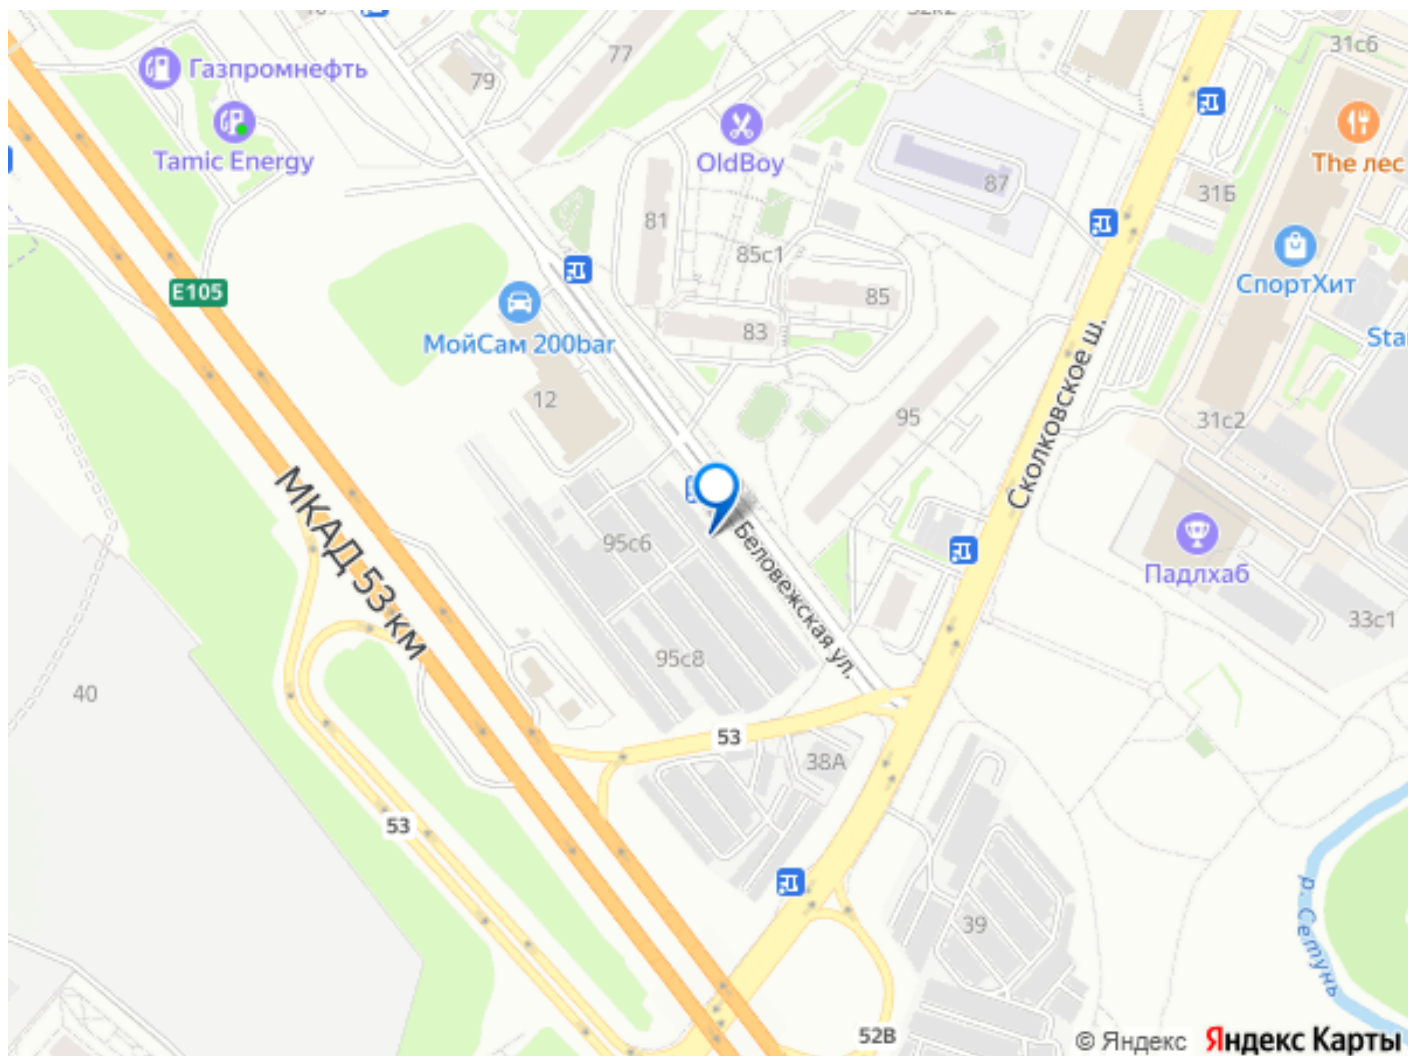 77
31с6
Газпромнефть
79
Tamic Energy
OldBoy
The лес
87
31Б
81
85с1
E105
85
СпортХит
83
МойСам 200bar
Sta
12
95
31с2
Сколковское ш.
МКАД 53 км
95с6
Беловежская ул.
Падлхаб
33с1
95с8
40
53
38А
53
39
р. Сетунь
52В
© Яндекс Яндекс Карты